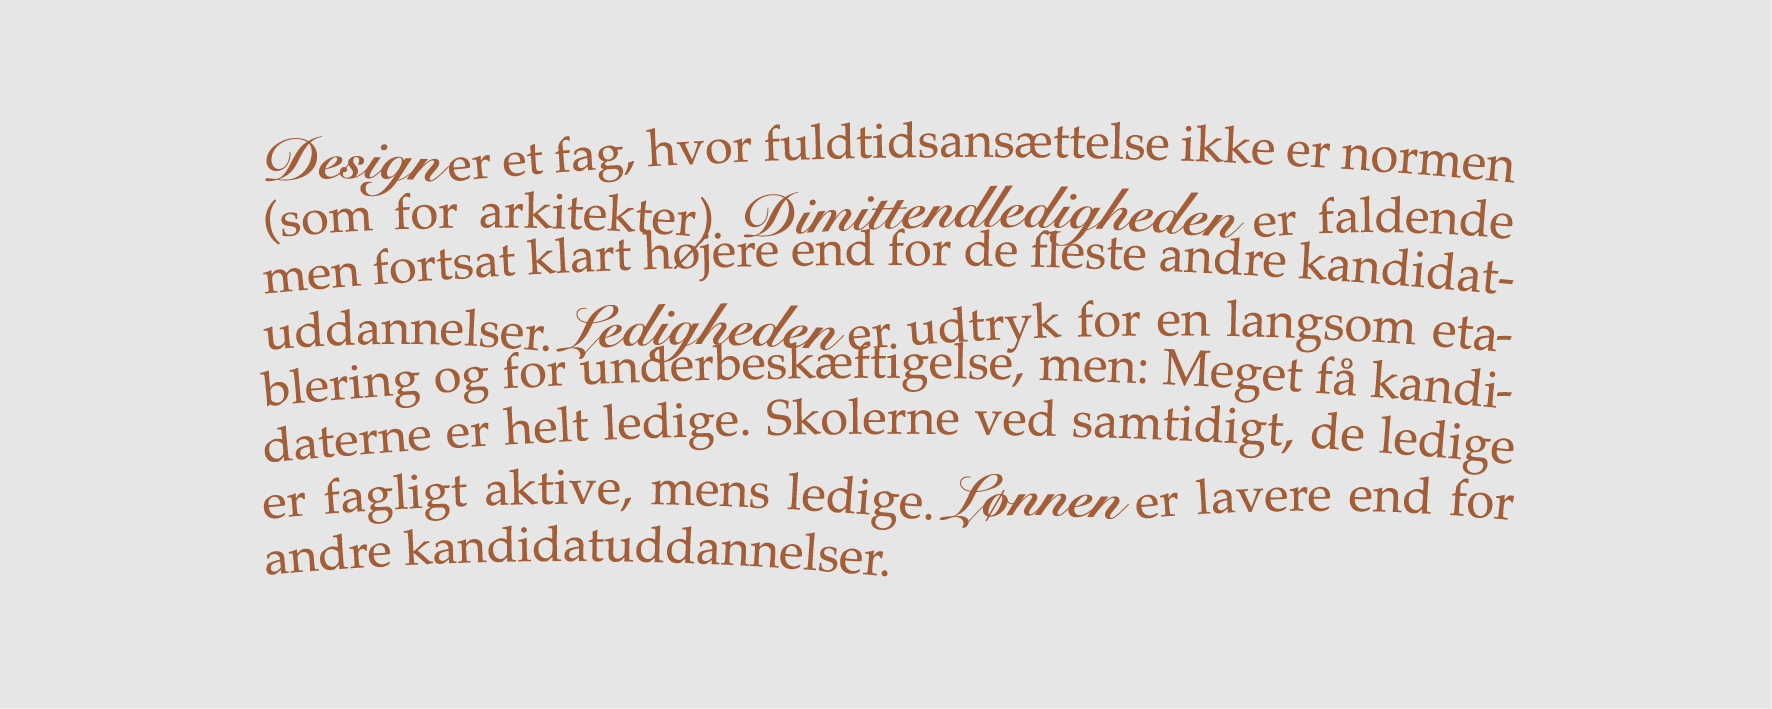 Designer et fag, hvor fuldtidsansættelse ikke er normen
(som for arkitekter). Dimittendledigheden er faldende
men fortsat klart højere end for de fleste andre kandidat-
uddannelser. Ledigheden er udtryk for en langsom eta-
blering og for underbeskæftigelse, men: Meget få kandi-
daterne er helt ledige. Skolerne ved samtidigt, de ledige
er fagligt aktive, mens ledige. Lønnen er lavere end for
andre kandidatuddannelser.